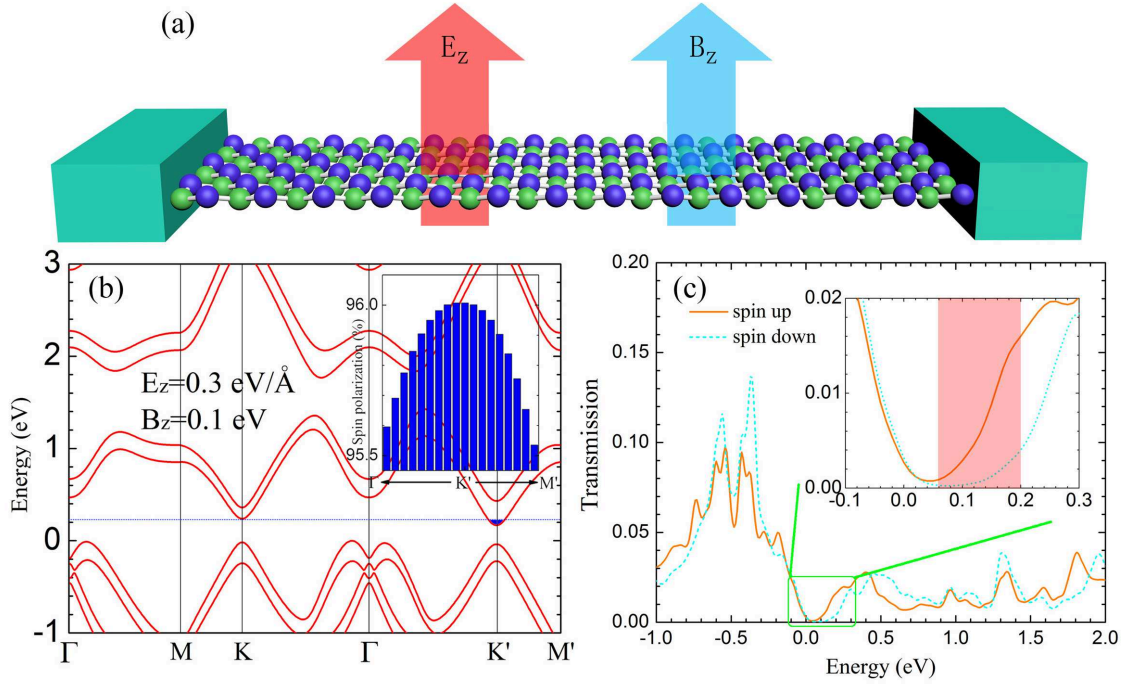 (a)
E_z
B_z
(b)
3
2
1
0
-1
Energy (eV)
E_z=0.3 eV/Å
B_z=0.1 eV
Γ
M
K
Γ
K'
M'
96.0
95.5
Spin polarization (%)
Γ
K'
M'
(c)
spin up
spin down
0.20
0.15
0.10
0.05
0.00
Transmission
-1.0
-0.5
0.0
0.5
1.0
1.5
2.0
Energy (eV)
0.02
0.01
0.00
-0.1
0.0
0.1
0.2
0.3